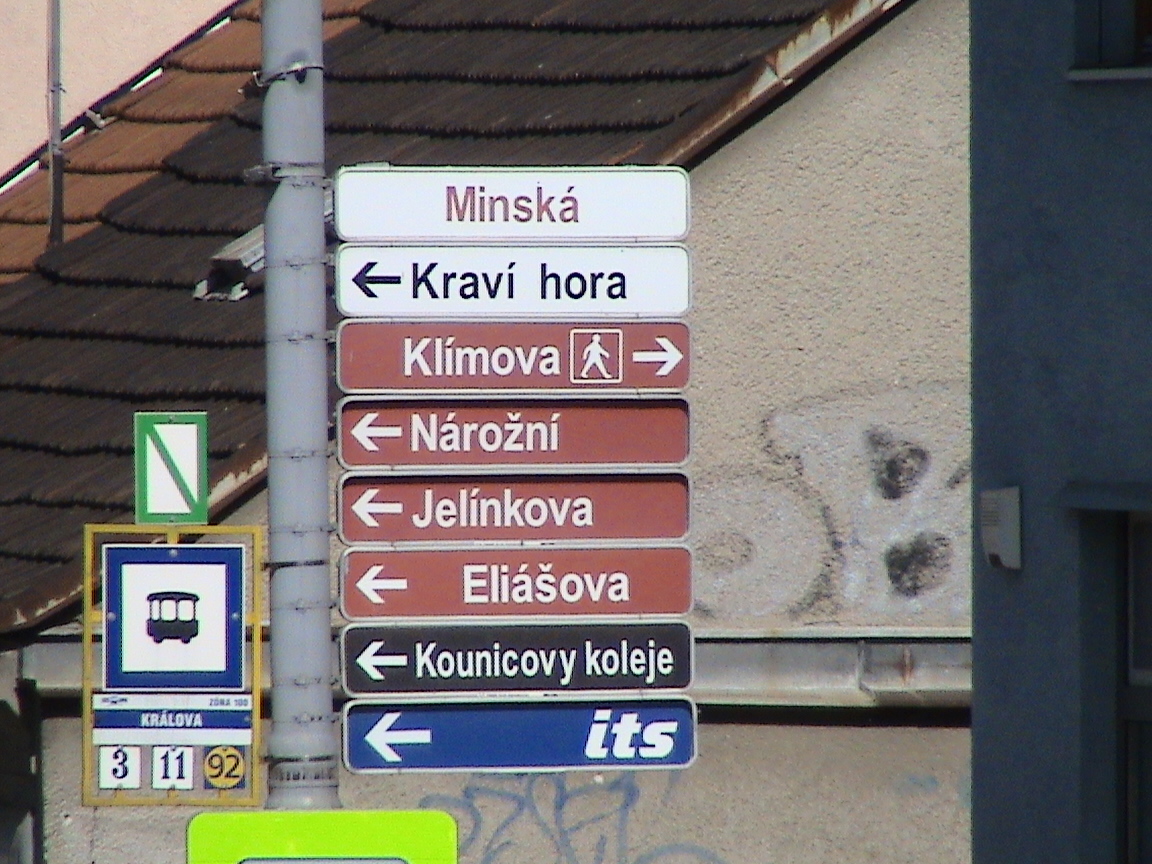 Minská
Kraví hora
Klímova
Nárožní
Jelínkova
Eliášova
Kounicovy koleje
its
ZÓNA 100
KRÁLOVA
3 11 92